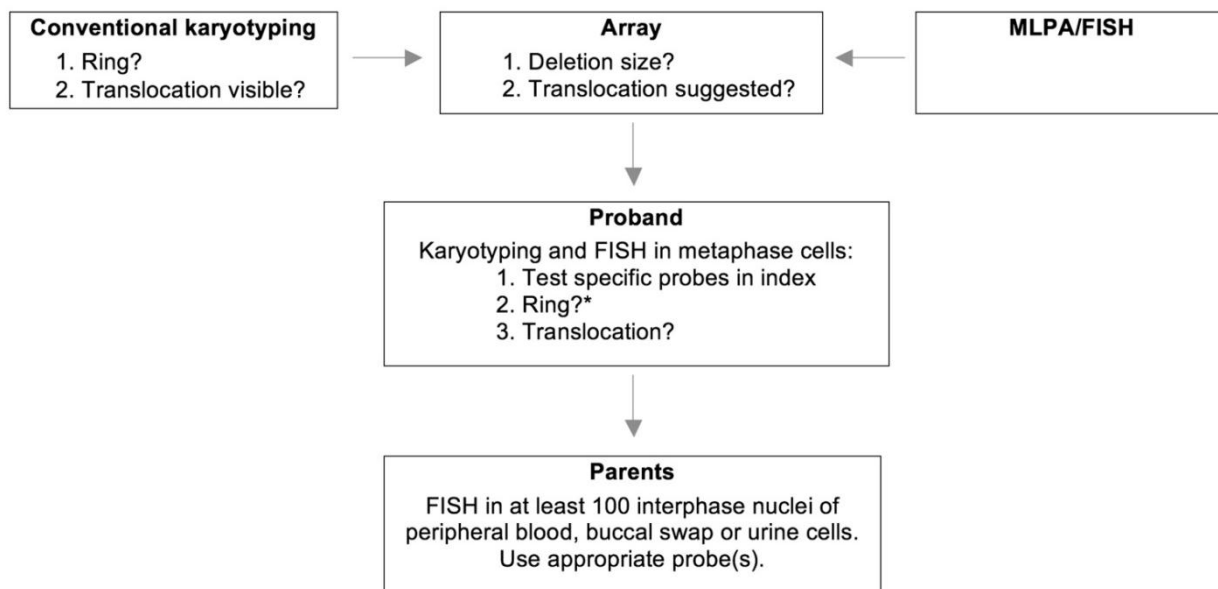 Conventional karyotyping
1. Ring?
2. Translocation visible?
Array
1. Deletion size?
2. Translocation suggested?
MLPA/FISH
Proband
Karyotyping and FISH in metaphase cells:
1. Test specific probes in index
2. Ring?*
3. Translocation?
Parents
FISH in at least 100 interphase nuclei of
peripheral blood, buccal swap or urine cells.
Use appropriate probe(s).